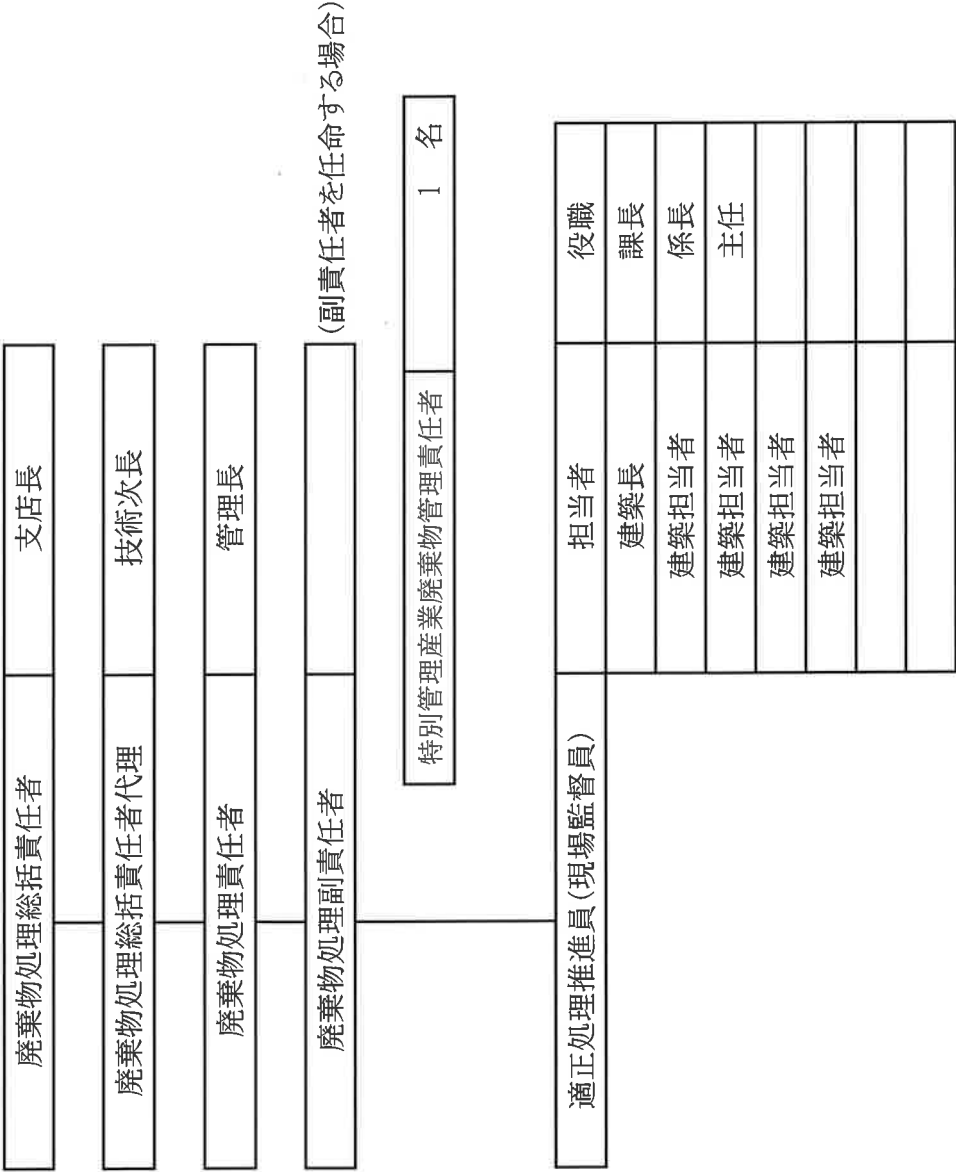 廃棄物処理総括責任者 支店長
廃棄物処理総括責任者代理 技術次長
廃棄物処理責任者 管理長
廃棄物処理副責任者 (副責任者を任命する場合)
特別管理産業廃棄物管理責任者 1 名
適正処理推進員(現場監督員) 担当者 役職
建築長 課長
建築担当者 係長
建築担当者 主任
建築担当者
建築担当者